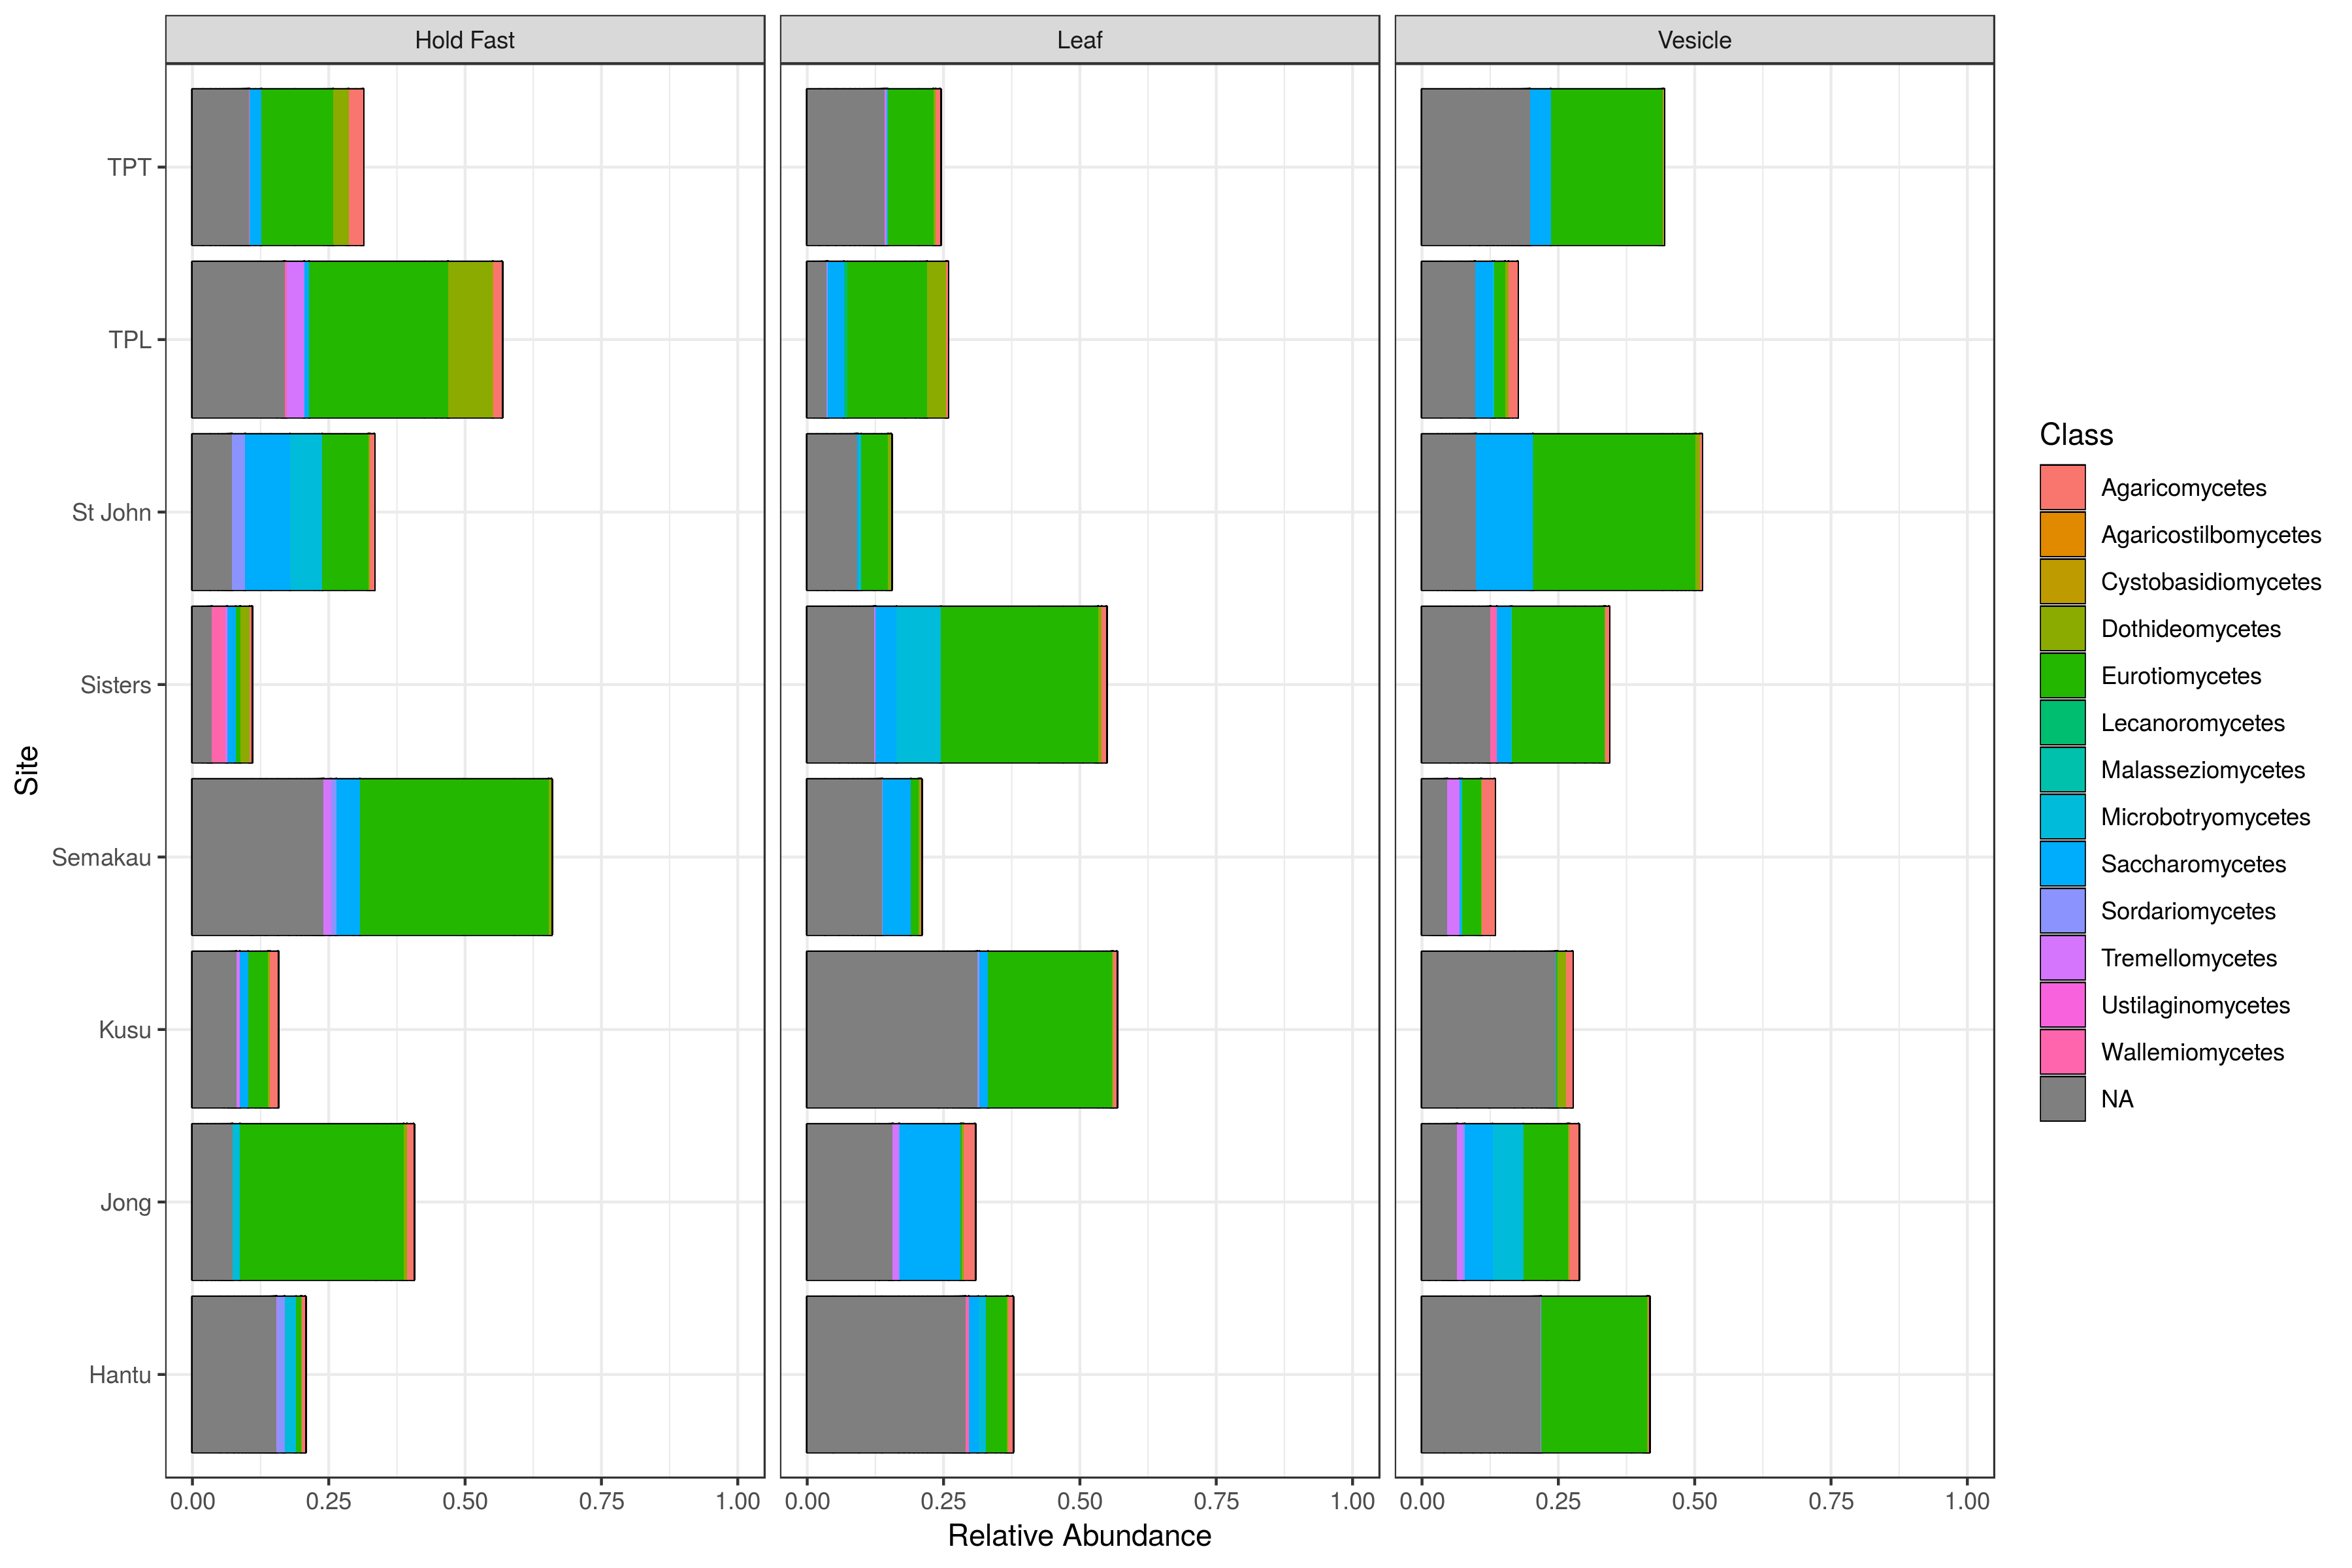 Hold Fast
Leaf
Vesicle
TPT
TPL
St John
Sisters
Semakau
Kusu
Jong
Hantu
Site
0.00 0.25 0.50 0.75 1.00
0.00 0.25 0.50 0.75 1.00
0.00 0.25 0.50 0.75 1.00
Relative Abundance
Class
Agaricomycetes
Agaricostilbomycetes
Cystobasidiomycetes
Dothideomycetes
Eurotiomycetes
Lecanoromycetes
Malasseziomycetes
Microbotryomycetes
Saccharomycetes
Sordariomycetes
Tremellomycetes
Ustilaginomycetes
Wallemiomycetes
NA